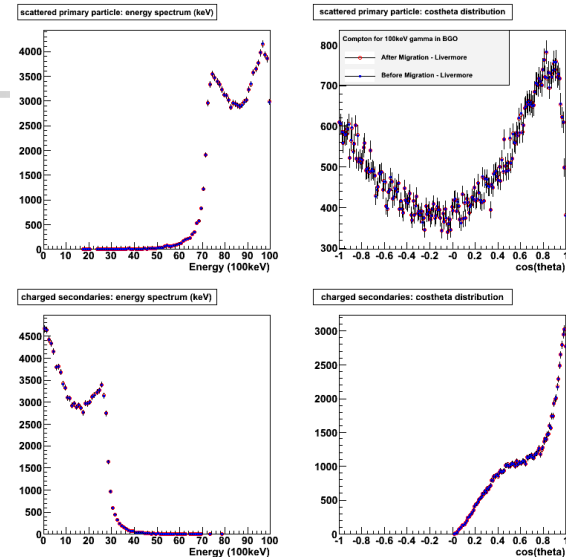 scattered primary particle: energy spectrum (keV)
4000
3500
3000
2500
2000
1500
1000
500
0
0 10 20 30 40 50 60 70 80 90 100
Energy (100keV)
scattered primary particle: costheta distribution
Compton for 100keV gamma in BGO
After Migration - Livermore
Before Migration - Livermore
800
700
600
500
400
300
-1 -0.8 -0.6 -0.4 -0.2 -0 0.2 0.4 0.6 0.8 1
cos(theta)
charged secondaries: energy spectrum (keV)
4500
4000
3500
3000
2500
2000
1500
1000
500
0
0 10 20 30 40 50 60 70 80 90 100
Energy (100keV)
charged secondaries: costheta distribution
3000
2500
2000
1500
1000
500
0
-1 -0.8 -0.6 -0.4 -0.2 -0 0.2 0.4 0.6 0.8 1
cos(theta)